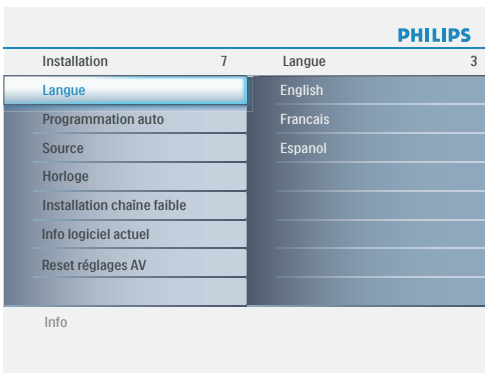 PHILIPS
Installation 7 Langue 3
Langue English
Programmation auto Francais
Source Espanol
Horloge
Installation chaîne faible
Info logiciel actuel
Reset réglages AV
Info